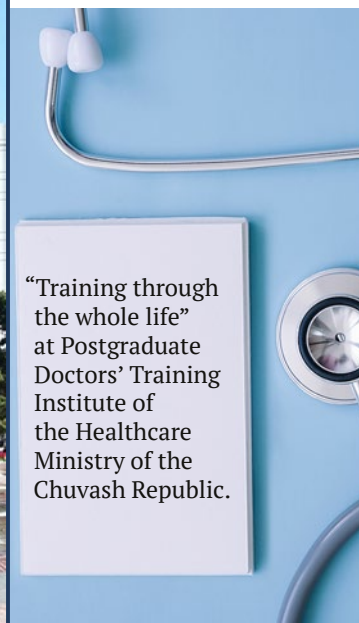 “Training through
the whole life”
at Postgraduate
Doctors’ Training
Institute of
the Healthcare
Ministry of the
Chuvash Republic.